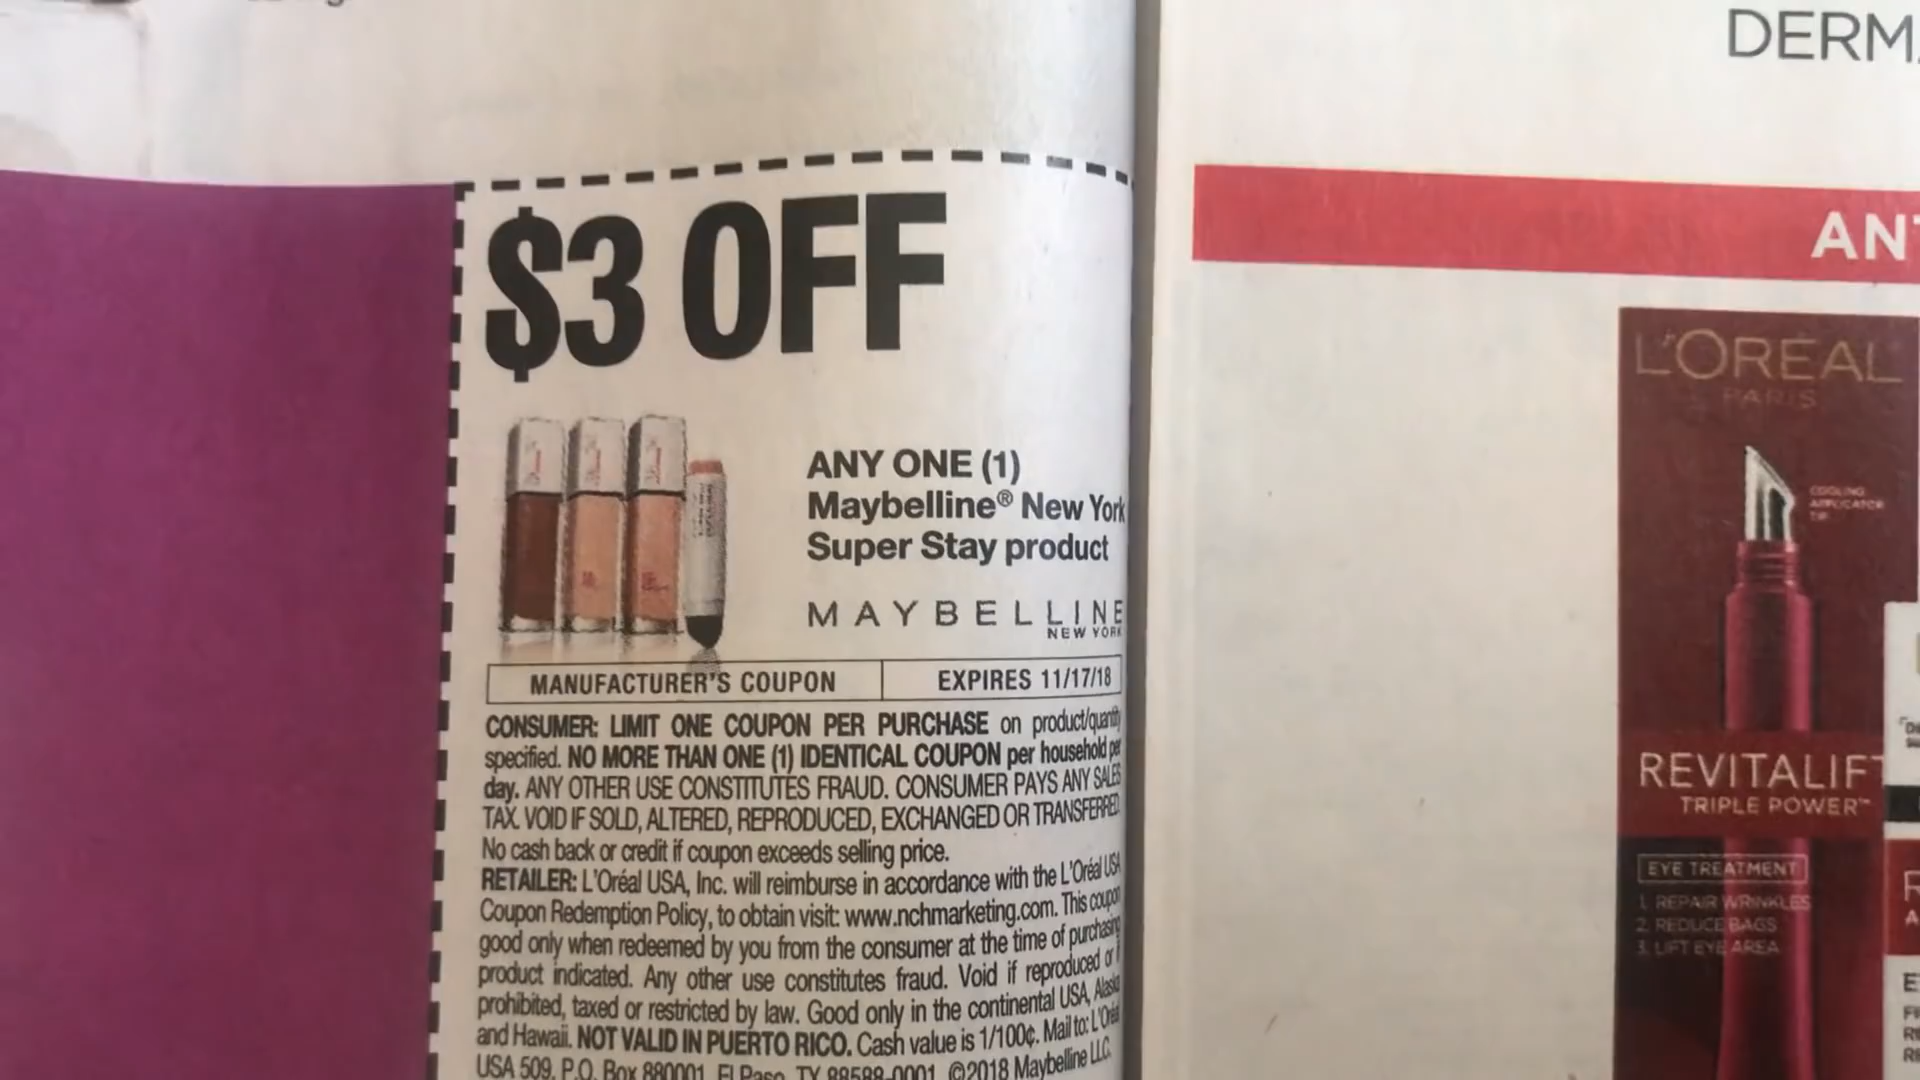 $3 OFF
ANY ONE (1)
Maybelline® New York
Super Stay product
MAYBELLINE
NEW YORK
MANUFACTURER'S COUPON
EXPIRES 11/17/18
CONSUMER: LIMIT ONE COUPON PER PURCHASE on product/quantity
specified. NO MORE THAN ONE (1) IDENTICAL COUPON per household per
day. ANY OTHER USE CONSTITUTES FRAUD. CONSUMER PAYS ANY SALES
TAX. VOID IF SOLD, ALTERED, REPRODUCED, EXCHANGED OR TRANSFERRED.
No cash back or credit if coupon exceeds selling price.
RETAILER: L'Oréal USA, Inc. will reimburse in accordance with the L'Oréal USA
Coupon Redemption Policy, to obtain visit: www.nchmarketing.com. This coupon
good only when redeemed by you from the consumer at the time of purchasing
product indicated. Any other use constitutes fraud. Void if reproduced or if
prohibited, taxed or restricted by law. Good only in the continental USA, Alaska
and Hawaii. NOT VALID IN PUERTO RICO. Cash value is 1/100¢. Mail to: L'Oréal
USA 509, P.O. Box 880001, El Paso, TX 88588-0001. ©2018 Maybelline LLC.
DERMA
AN
L'ORÉAL
PARIS
COOLING
APPLICATOR
TIP
REVITALIFT
TRIPLE POWER™
EYE TREATMENT
1. REPAIR WRINKLES
2. REDUCE BAGS
3. LIFT EYE AREA